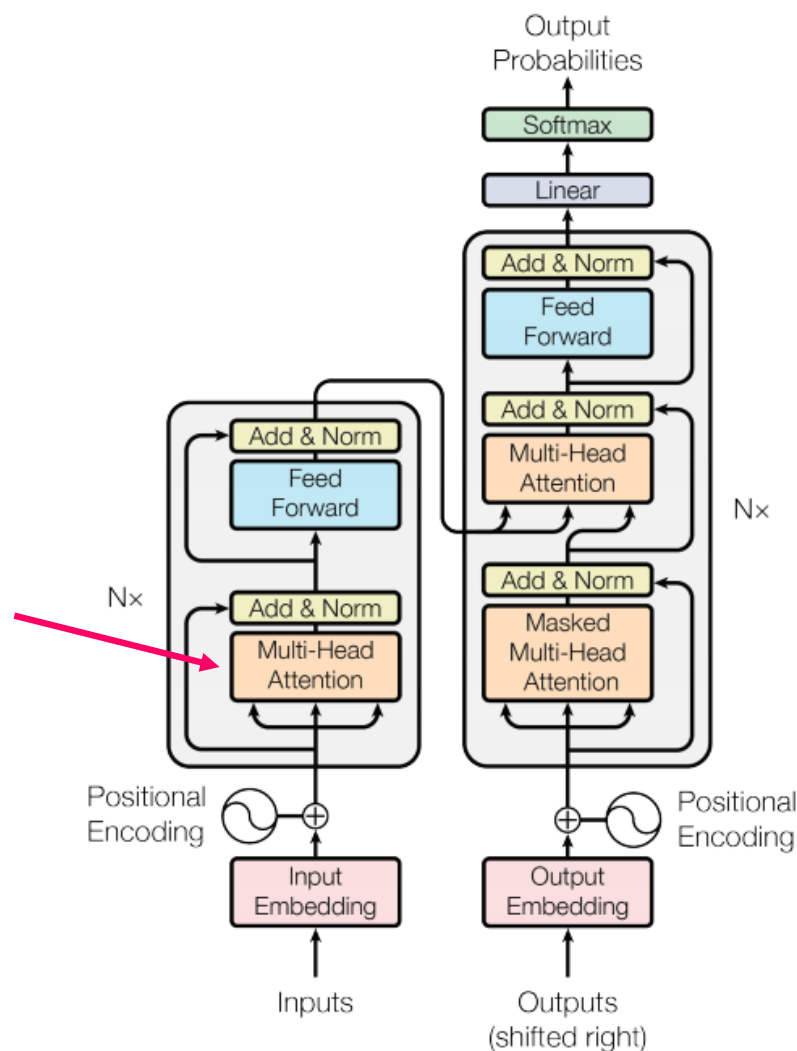 Output
Probabilities
Softmax
Linear
Add & Norm
Feed
Forward
Add & Norm
Multi-Head
Attention
Add & Norm
Masked
Multi-Head
Attention
Nx
Add & Norm
Feed
Forward
Add & Norm
Multi-Head
Attention
Nx
Positional
Encoding
Positional
Encoding
Input
Embedding
Output
Embedding
Inputs
Outputs
(shifted right)